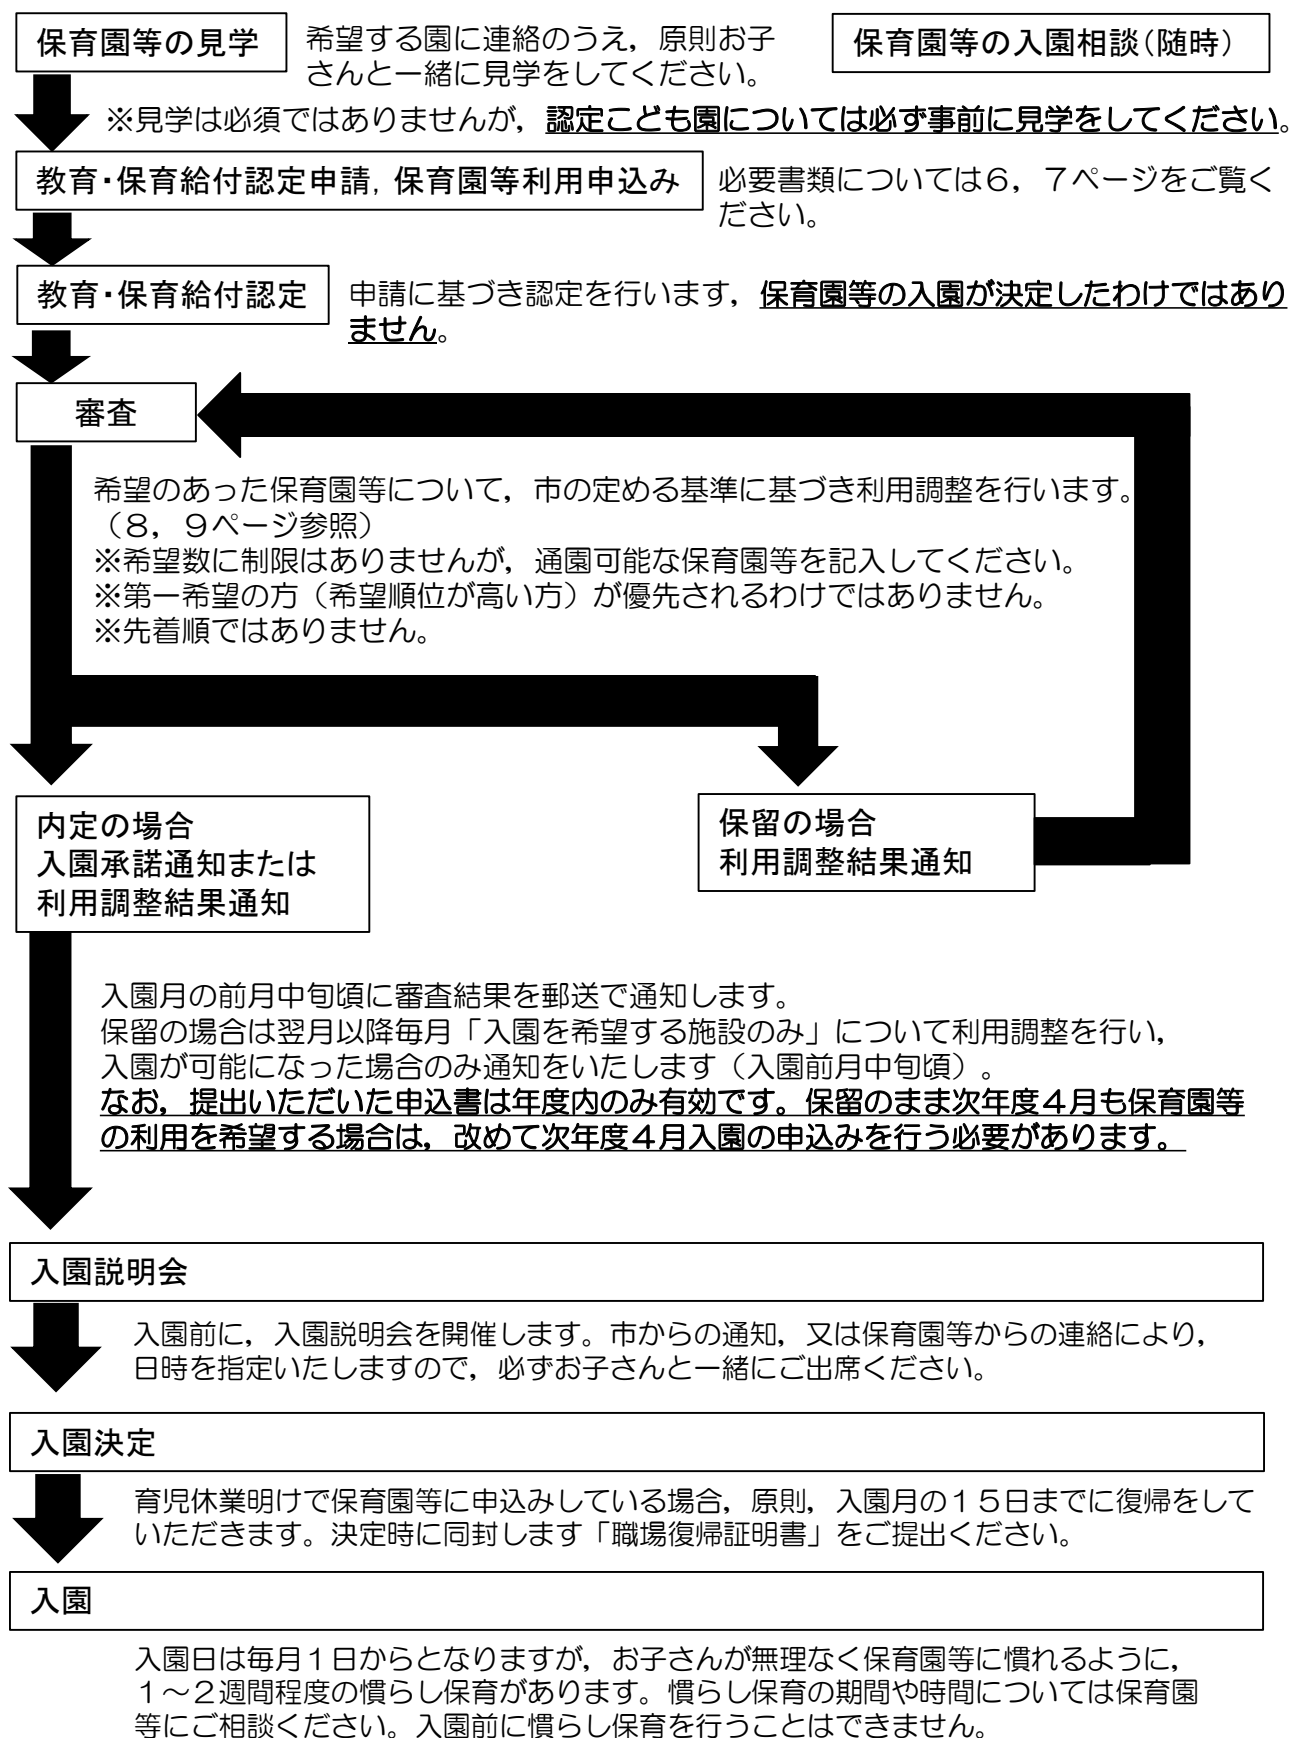 保育園等の見学
希望する園に連絡のうえ，原則お子
さんと一緒に見学をしてください。
保育園等の入園相談（随時）
※見学は必須ではありませんが，認定こども園については必ず事前に見学をしてください。
教育・保育給付認定申請，保育園等利用申込み
必要書類については６，７ページをご覧く
ださい。
教育・保育給付認定
申請に基づき認定を行います，保育園等の入園が決定したわけではあり
ません。
審査
希望のあった保育園等について，市の定める基準に基づき利用調整を行います。
（８，９ページ参照）
※希望数に制限はありませんが，通園可能な保育園等を記入してください。
※第一希望の方（希望順位が高い方）が優先されるわけではありません。
※先着順ではありません。
内定の場合
入園承諾通知または
利用調整結果通知
保留の場合
利用調整結果通知
入園月の前月中旬頃に審査結果を郵送で通知します。
保留の場合は翌月以降毎月「入園を希望する施設のみ」について利用調整を行い，
入園が可能になった場合のみ通知をいたします（入園前月中旬頃）。
なお，提出いただいた申込書は年度内のみ有効です。保留のまま次年度４月も保育園等
の利用を希望する場合は，改めて次年度４月入園の申込みを行う必要があります。
入園説明会
入園前に，入園説明会を開催します。市からの通知，又は保育園等からの連絡により，
日時を指定いたしますので，必ずお子さんと一緒にご出席ください。
入園決定
育児休業明けで保育園等に申込みしている場合，原則，入園月の１５日までに復帰をして
いただきます。決定時に同封します「職場復帰証明書」をご提出ください。
入園
入園日は毎月１日からとなりますが，お子さんが無理なく保育園等に慣れるように，
１～２週間程度の慣らし保育があります。慣らし保育の期間や時間については保育園
等にご相談ください。入園前に慣らし保育を行うことはできません。